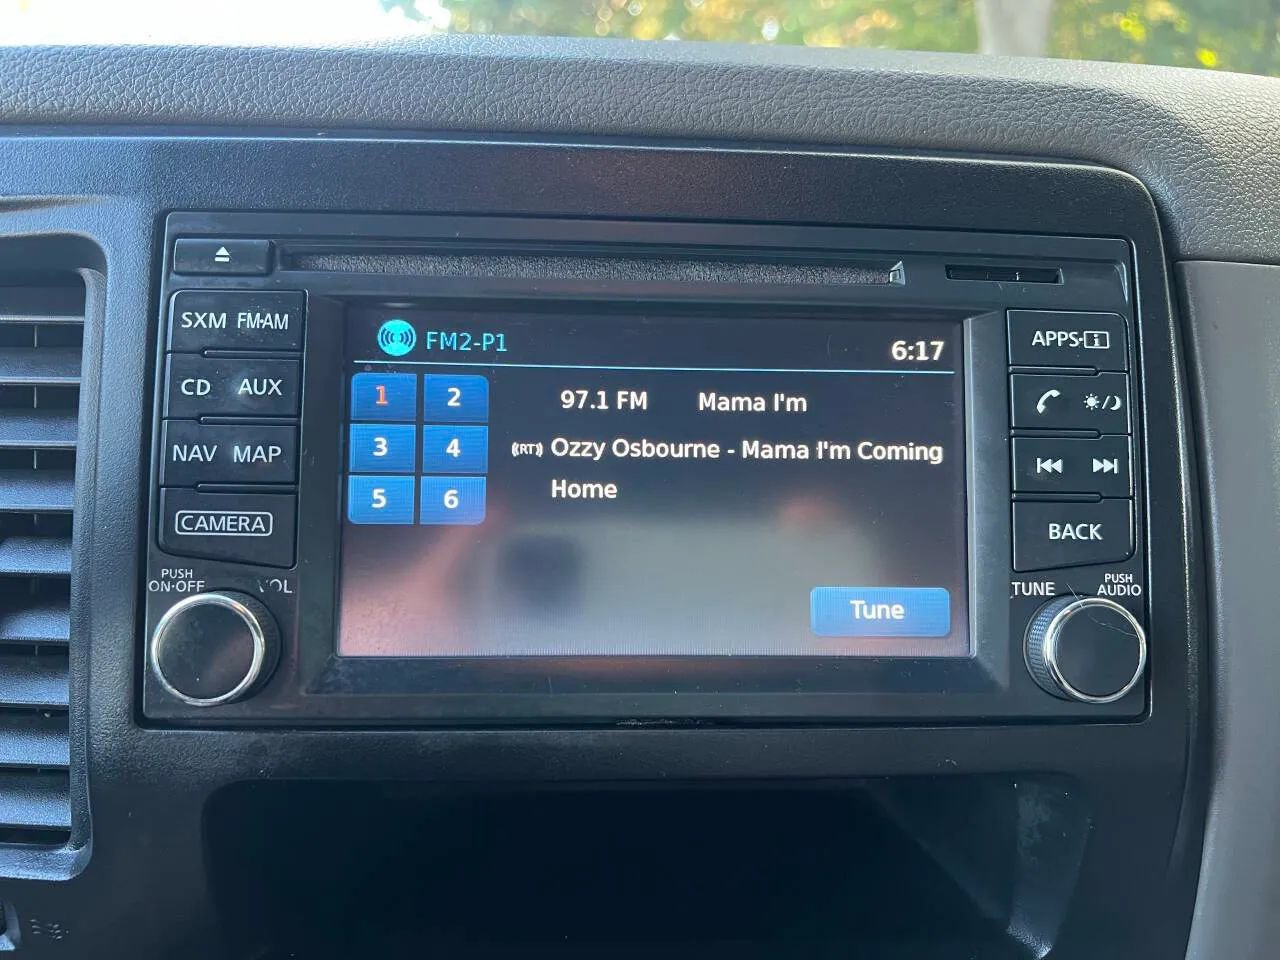 SXM FM·AM
CD AUX
NAV MAP
CAMERA
PUSH
ON·OFF VOL
FM2-P1
6:17
1 2
3 4
5 6
97.1 FM Mama I'm
((RT)) Ozzy Osbourne - Mama I'm Coming
Home
Tune
APPS·i
BACK
TUNE PUSH
AUDIO